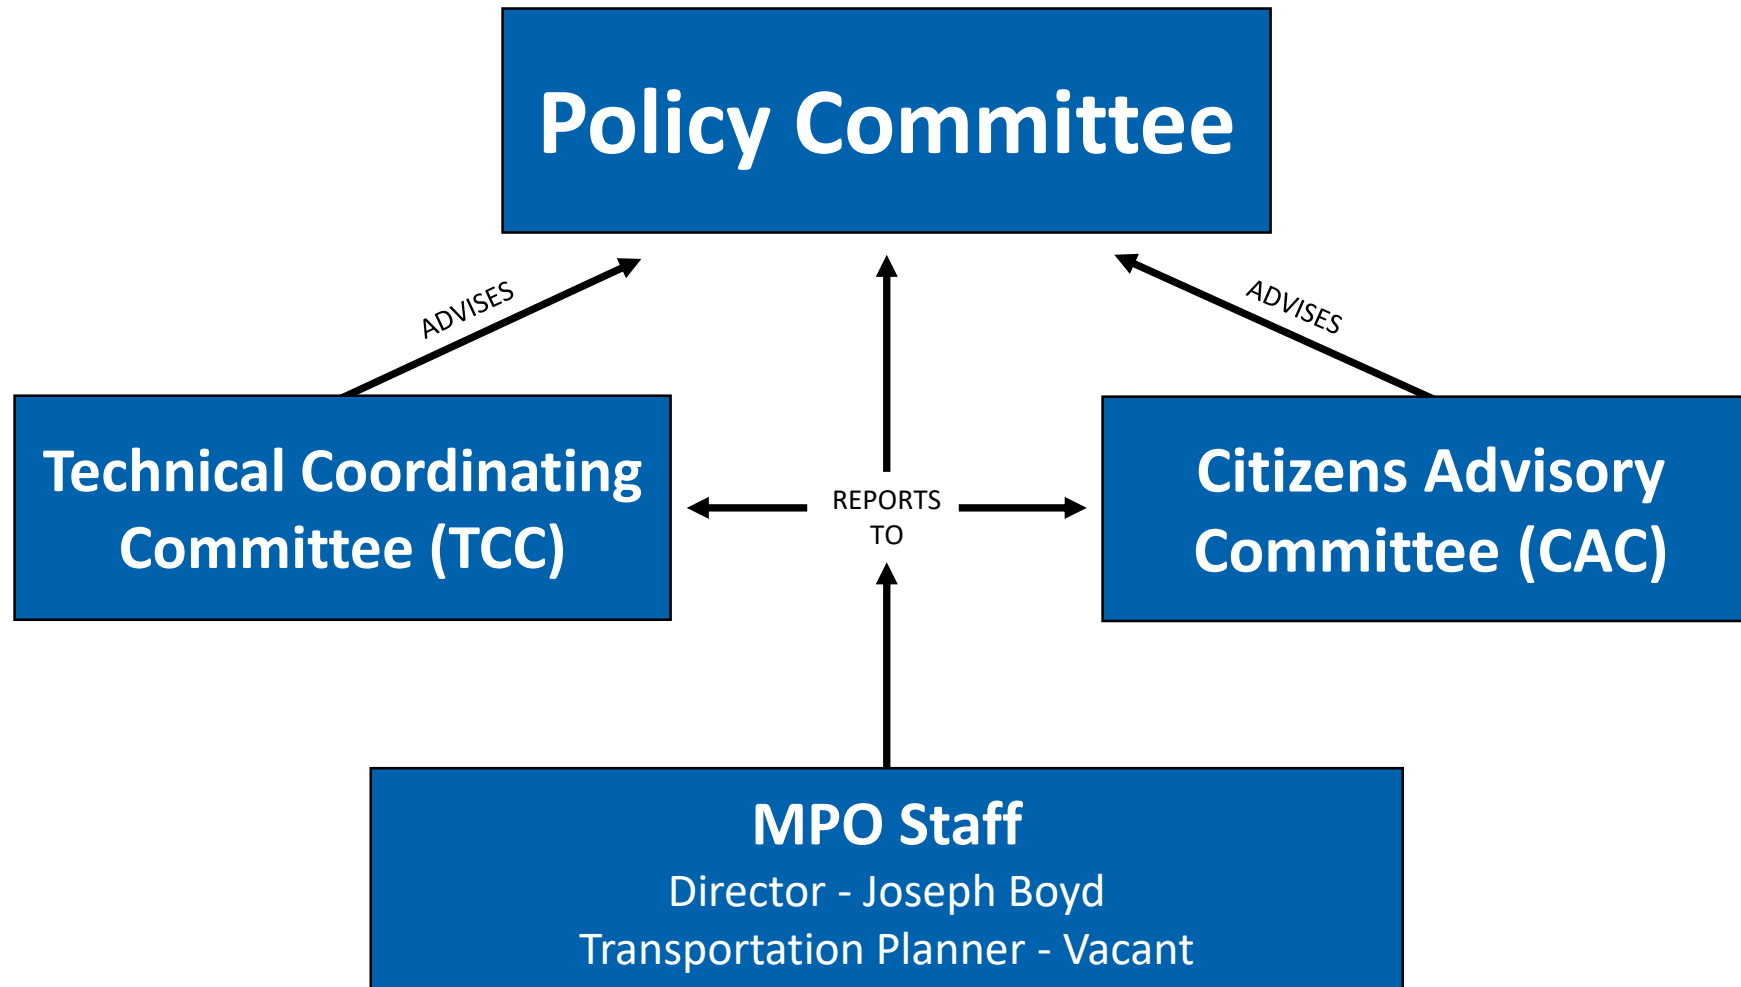 Policy Committee
ADVISES
ADVISES
Technical Coordinating
Committee (TCC)
REPORTS
TO
Citizens Advisory
Committee (CAC)
MPO Staff
Director - Joseph Boyd
Transportation Planner - Vacant